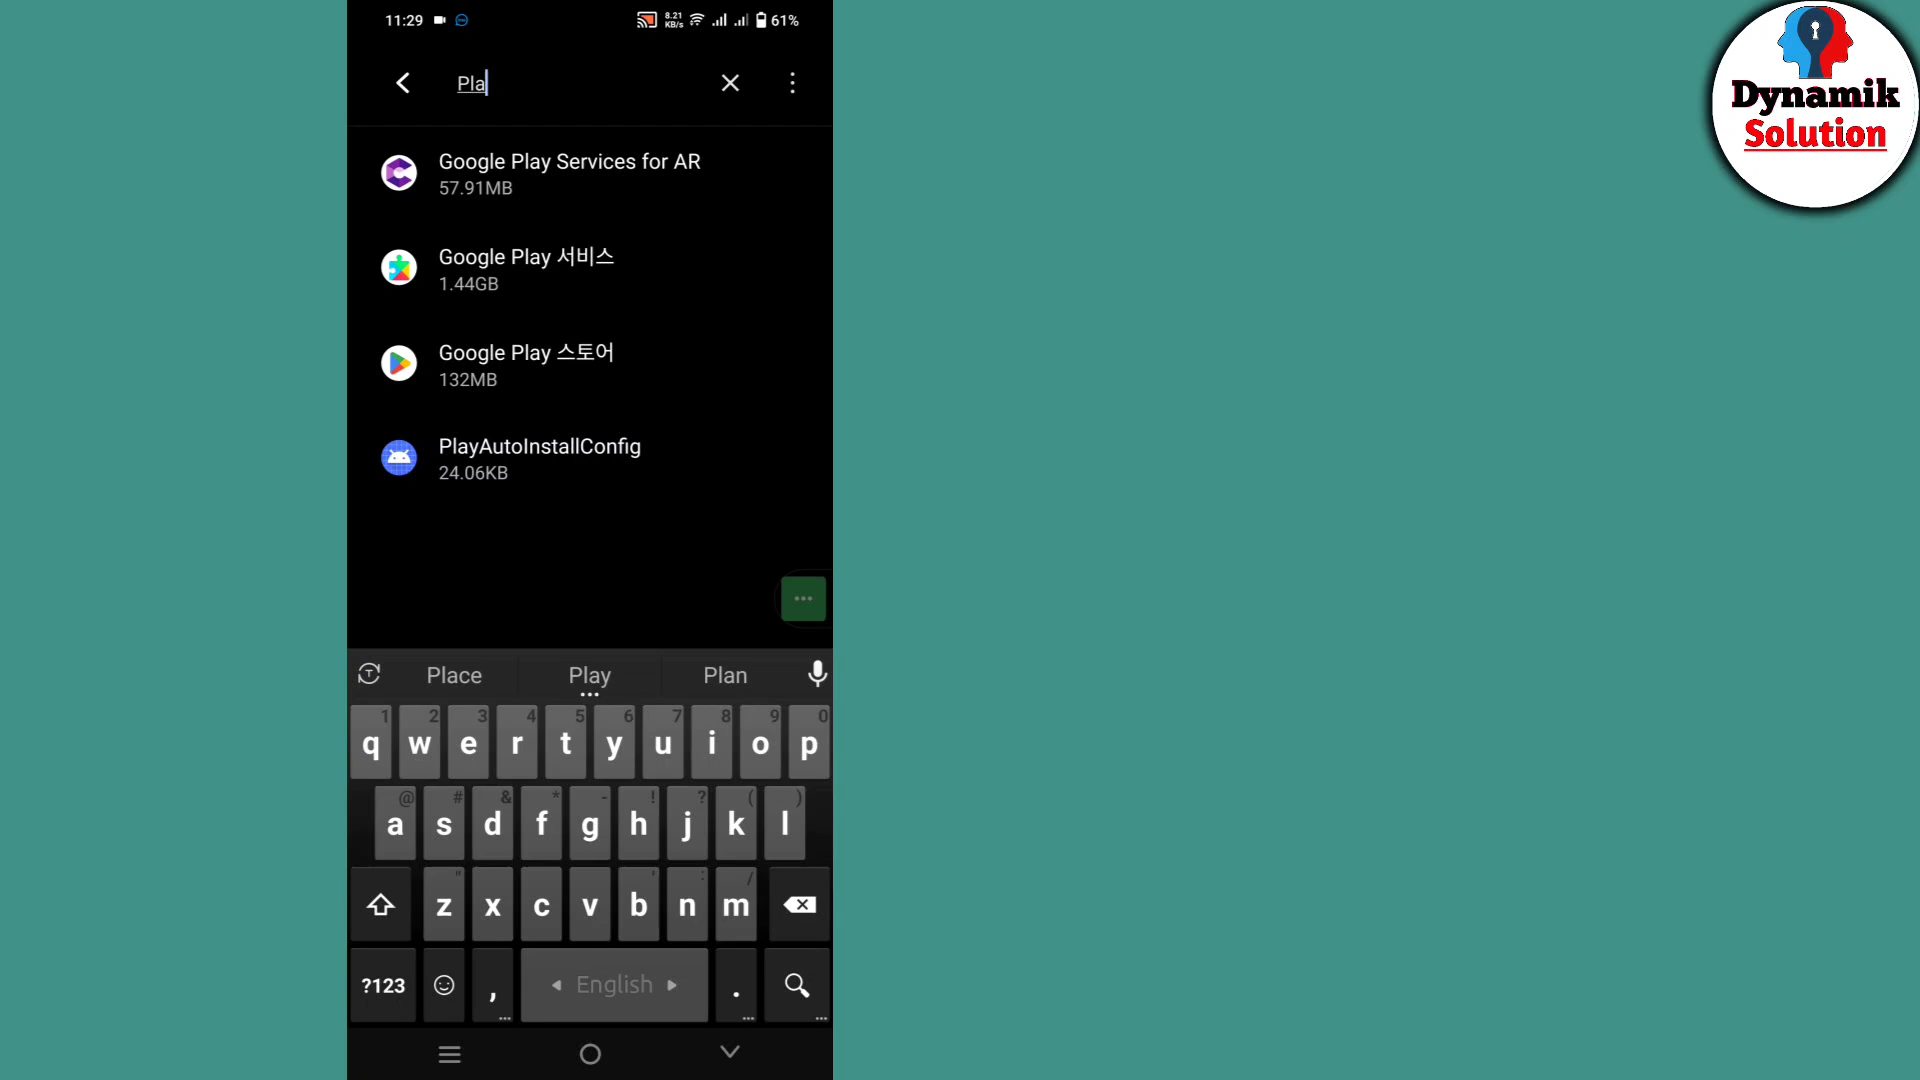 11:29
8.21
KB/s
61%
Pla
Google Play Services for AR
57.91MB
Google Play 서비스
1.44GB
Google Play 스토어
132MB
PlayAutoInstallConfig
24.06KB
Place Play Plan
1 2 3 4 5 6 7 8 9 0
q w e r t y u i o p
@ # & * - ! ? ( )
a s d f g h j k l
" ' : /
z x c v b n m
?123 , English .
Dynamik
Solution